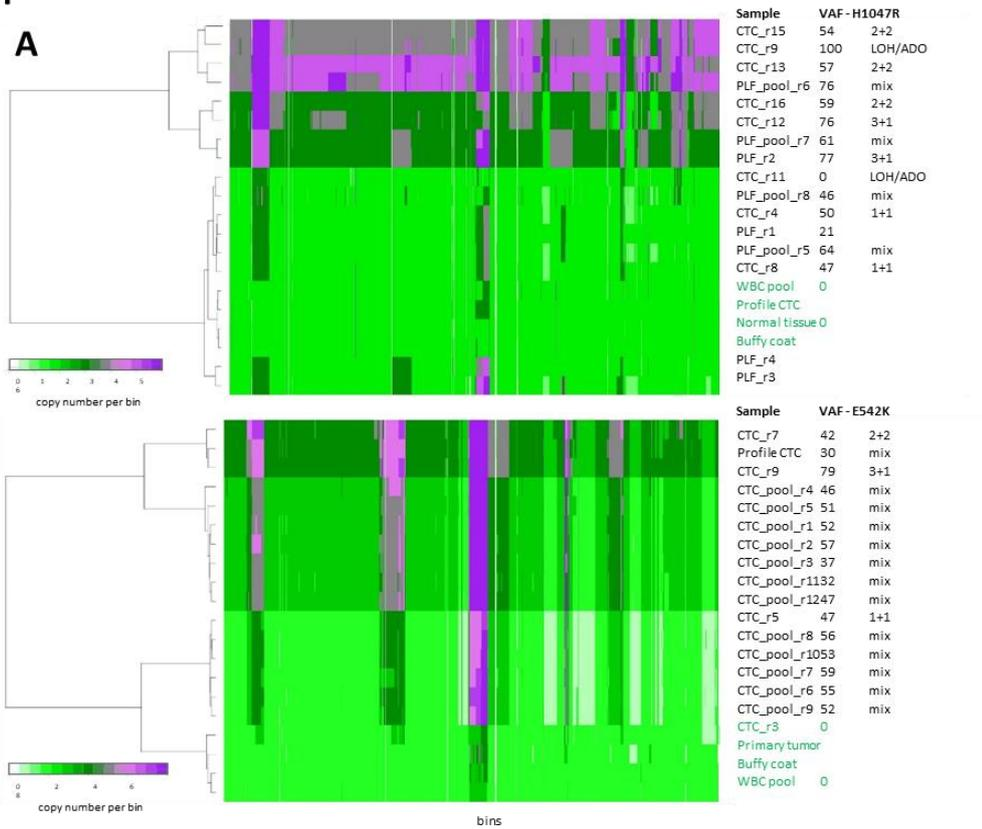 A
Sample VAF - H1047R
CTC_r15 54 2+2
CTC_r9 100 LOH/ADO
CTC_r13 57 2+2
PLF_pool_r6 76 mix
CTC_r16 59 2+2
CTC_r12 76 3+1
PLF_pool_r7 61 mix
PLF_r2 77 3+1
CTC_r11 0 LOH/ADO
PLF_pool_r8 46 mix
CTC_r4 50 1+1
PLF_r1 21
PLF_pool_r5 64 mix
CTC_r8 47 1+1
WBC pool 0
Profile CTC
Normal tissue 0
Buffy coat
PLF_r4
PLF_r3
0 1 2 3 4 5
6
copy number per bin
Sample VAF - E542K
CTC_r7 42 2+2
Profile CTC 30 mix
CTC_r9 79 3+1
CTC_pool_r4 46 mix
CTC_pool_r5 51 mix
CTC_pool_r1 52 mix
CTC_pool_r2 57 mix
CTC_pool_r3 37 mix
CTC_pool_r1132 mix
CTC_pool_r1247 mix
CTC_r5 47 1+1
CTC_pool_r8 56 mix
CTC_pool_r1053 mix
CTC_pool_r7 59 mix
CTC_pool_r6 55 mix
CTC_pool_r9 52 mix
CTC_r3 0
Primary tumor
Buffy coat
WBC pool 0
0 2 4 6
8
copy number per bin
bins